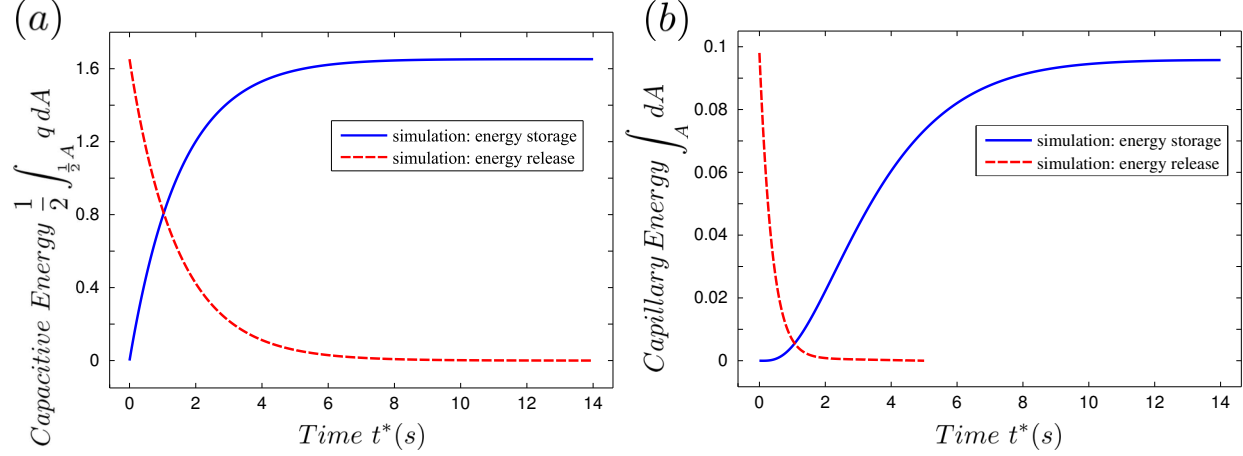 (a)
Capacitive Energy 1/2 ∫_{1/2 A} q dA
1.6
1.2
0.8
0.4
0
simulation: energy storage
simulation: energy release
0 2 4 6 8 10 12 14
Time t*(s)
(b)
Capillary Energy ∫_A dA
0.1
0.08
0.06
0.04
0.02
0
simulation: energy storage
simulation: energy release
0 2 4 6 8 10 12 14
Time t*(s)